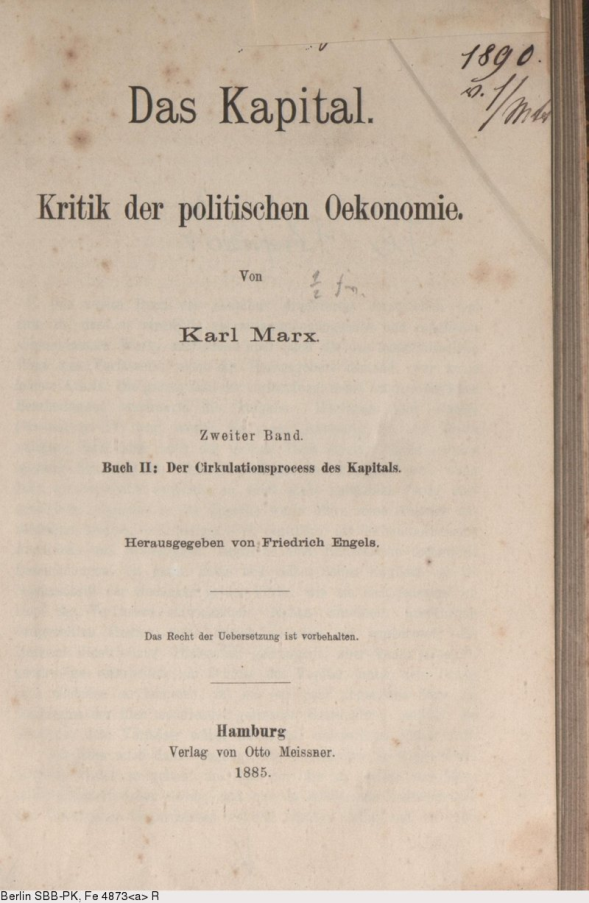 1890.
Das Kapital.
Kritik der politischen Oekonomie.
Von
Karl Marx.
Zweiter Band.
Buch II: Der Cirkulationsprocess des Kapitals.
Herausgegeben von Friedrich Engels.
Das Recht der Uebersetzung ist vorbehalten.
Hamburg
Verlag von Otto Meissner.
1885.
Berlin SBB-PK, Fe 4873<a> R